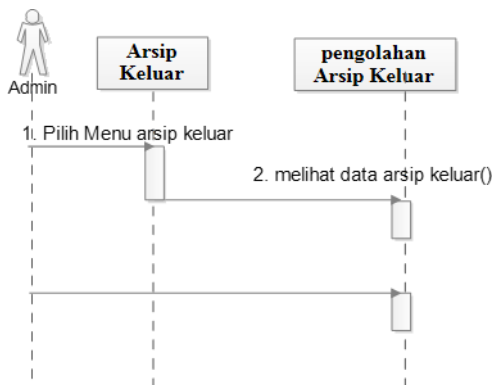 Arsip
Keluar
pengolahan
Arsip Keluar
Admin
1. Pilih Menu arsip keluar
2. melihat data arsip keluar()